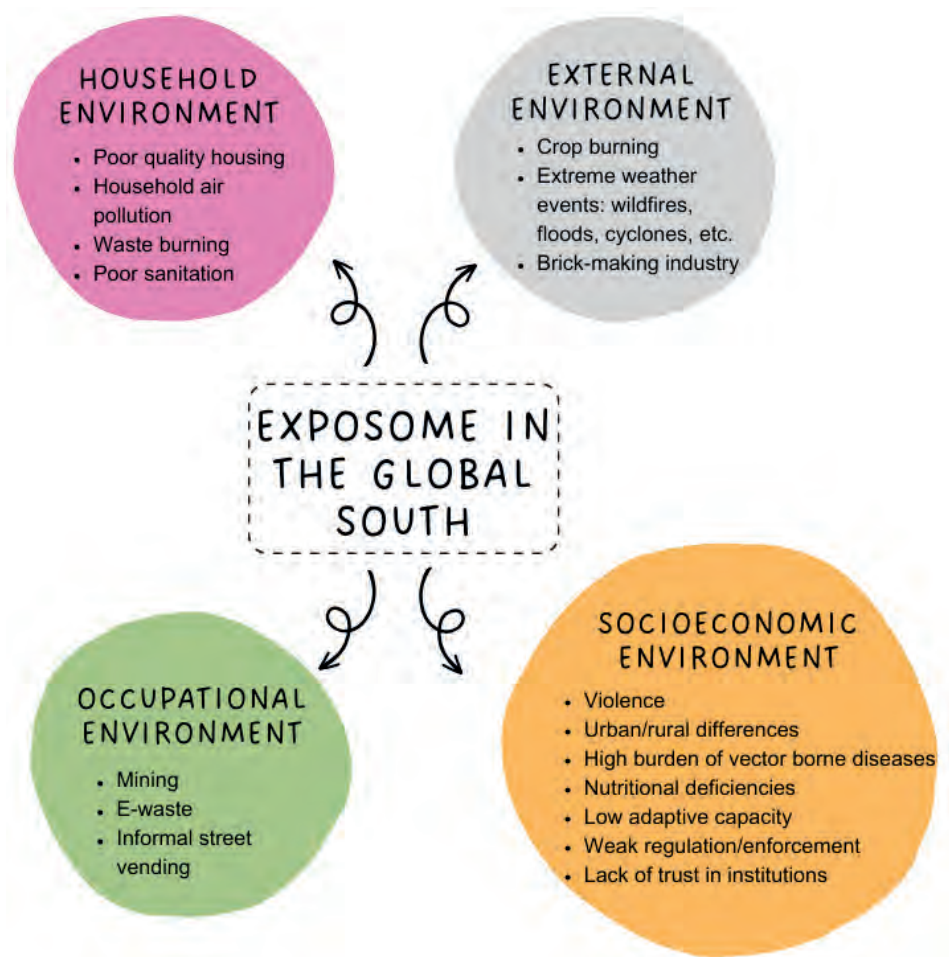 HOUSEHOLD
ENVIRONMENT
• Poor quality housing
• Household air
pollution
• Waste burning
• Poor sanitation
EXTERNAL
ENVIRONMENT
• Crop burning
• Extreme weather
events: wildfires,
floods, cyclones, etc.
• Brick-making industry
EXPOSOME IN
THE GLOBAL
SOUTH
OCCUPATIONAL
ENVIRONMENT
• Mining
• E-waste
• Informal street
vending
SOCIOECONOMIC
ENVIRONMENT
• Violence
• Urban/rural differences
• High burden of vector borne diseases
• Nutritional deficiencies
• Low adaptive capacity
• Weak regulation/enforcement
• Lack of trust in institutions